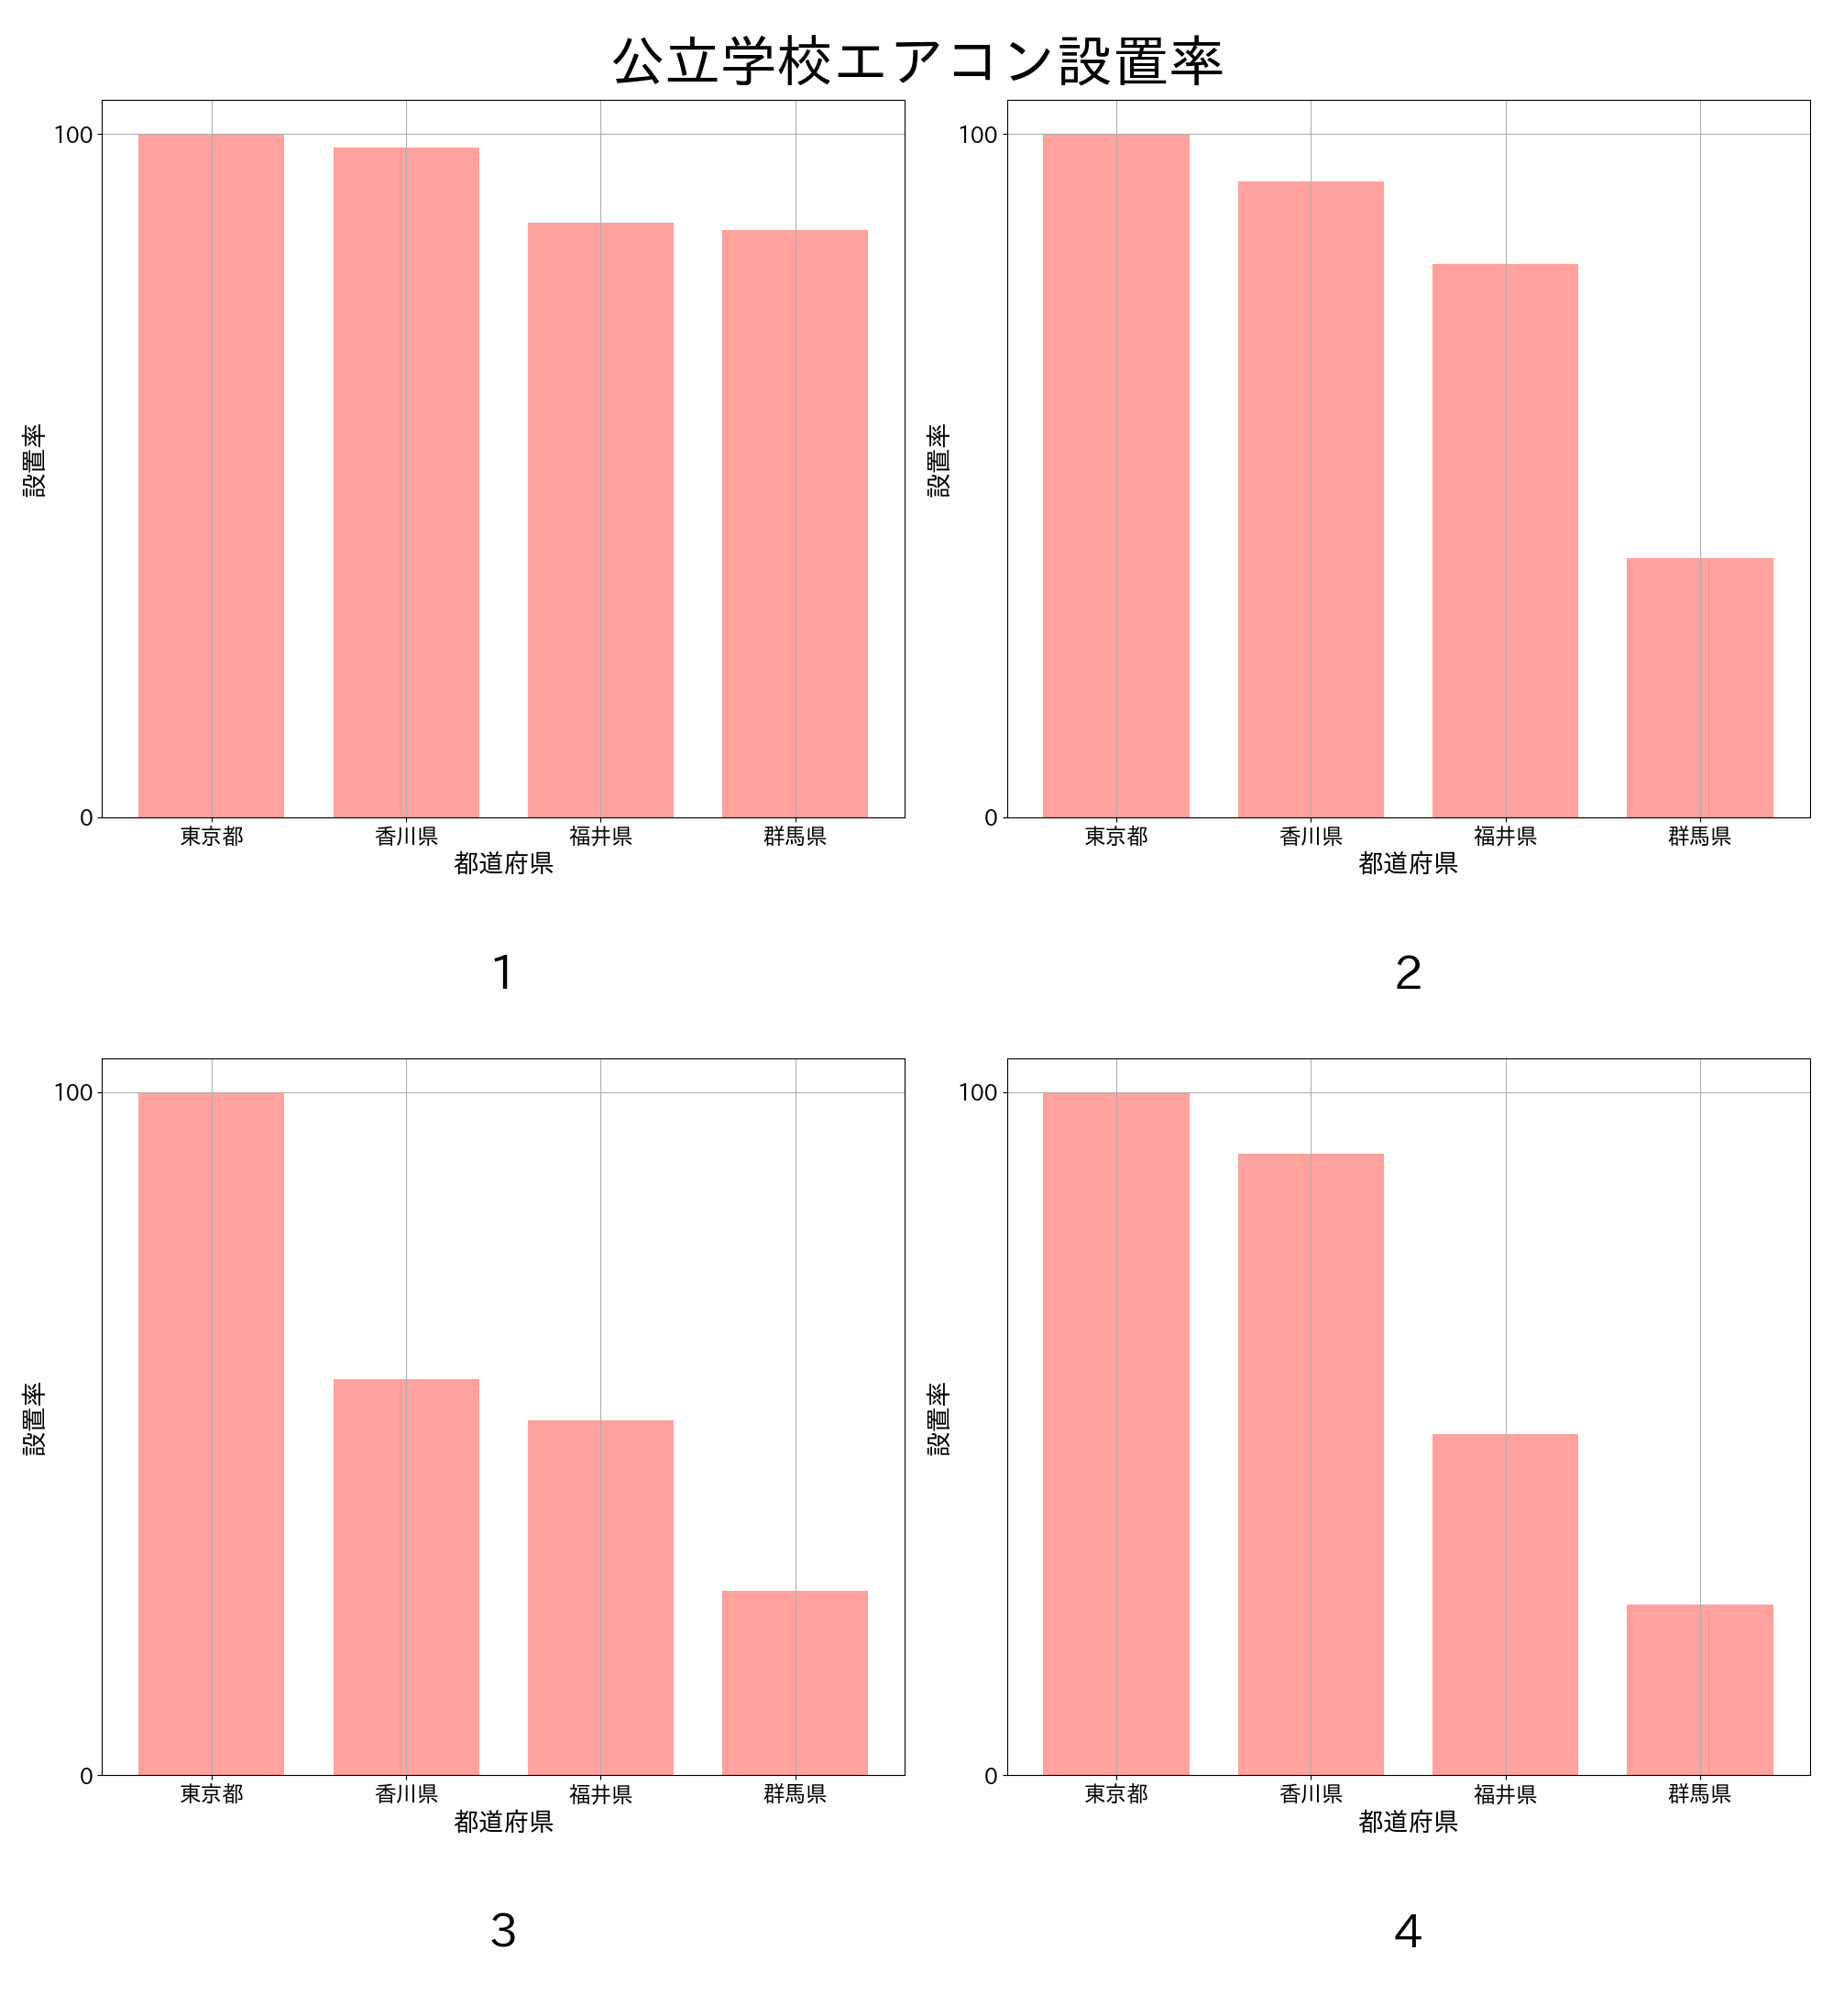 公立学校エアコン設置率
100
0
設置率
東京都 香川県 福井県 群馬県
都道府県
1
100
0
設置率
東京都 香川県 福井県 群馬県
都道府県
2
100
0
設置率
東京都 香川県 福井県 群馬県
都道府県
3
100
0
設置率
東京都 香川県 福井県 群馬県
都道府県
4